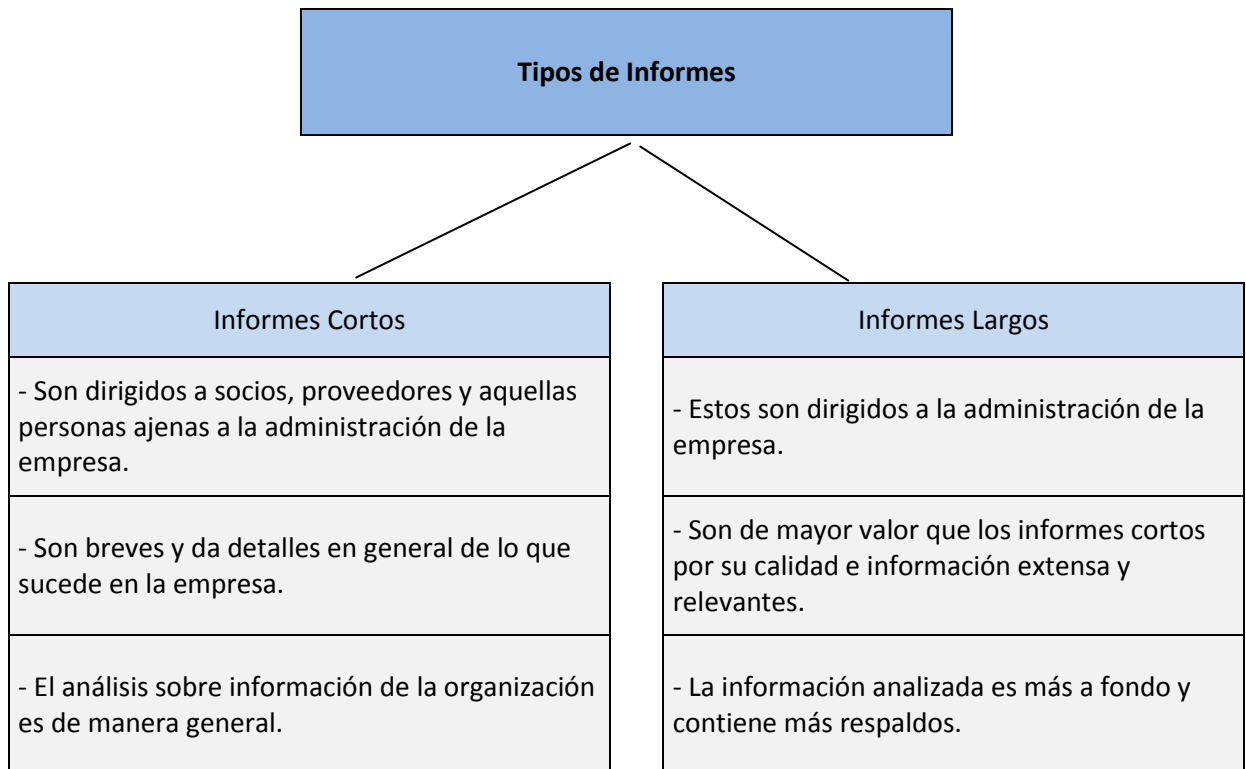 Tipos de Informes
Informes Cortos
- Son dirigidos a socios, proveedores y aquellas
personas ajenas a la administración de la
empresa.
- Son breves y da detalles en general de lo que
sucede en la empresa.
- El análisis sobre información de la organización
es de manera general.
Informes Largos
- Estos son dirigidos a la administración de la
empresa.
- Son de mayor valor que los informes cortos
por su calidad e información extensa y
relevantes.
- La información analizada es más a fondo y
contiene más respaldos.